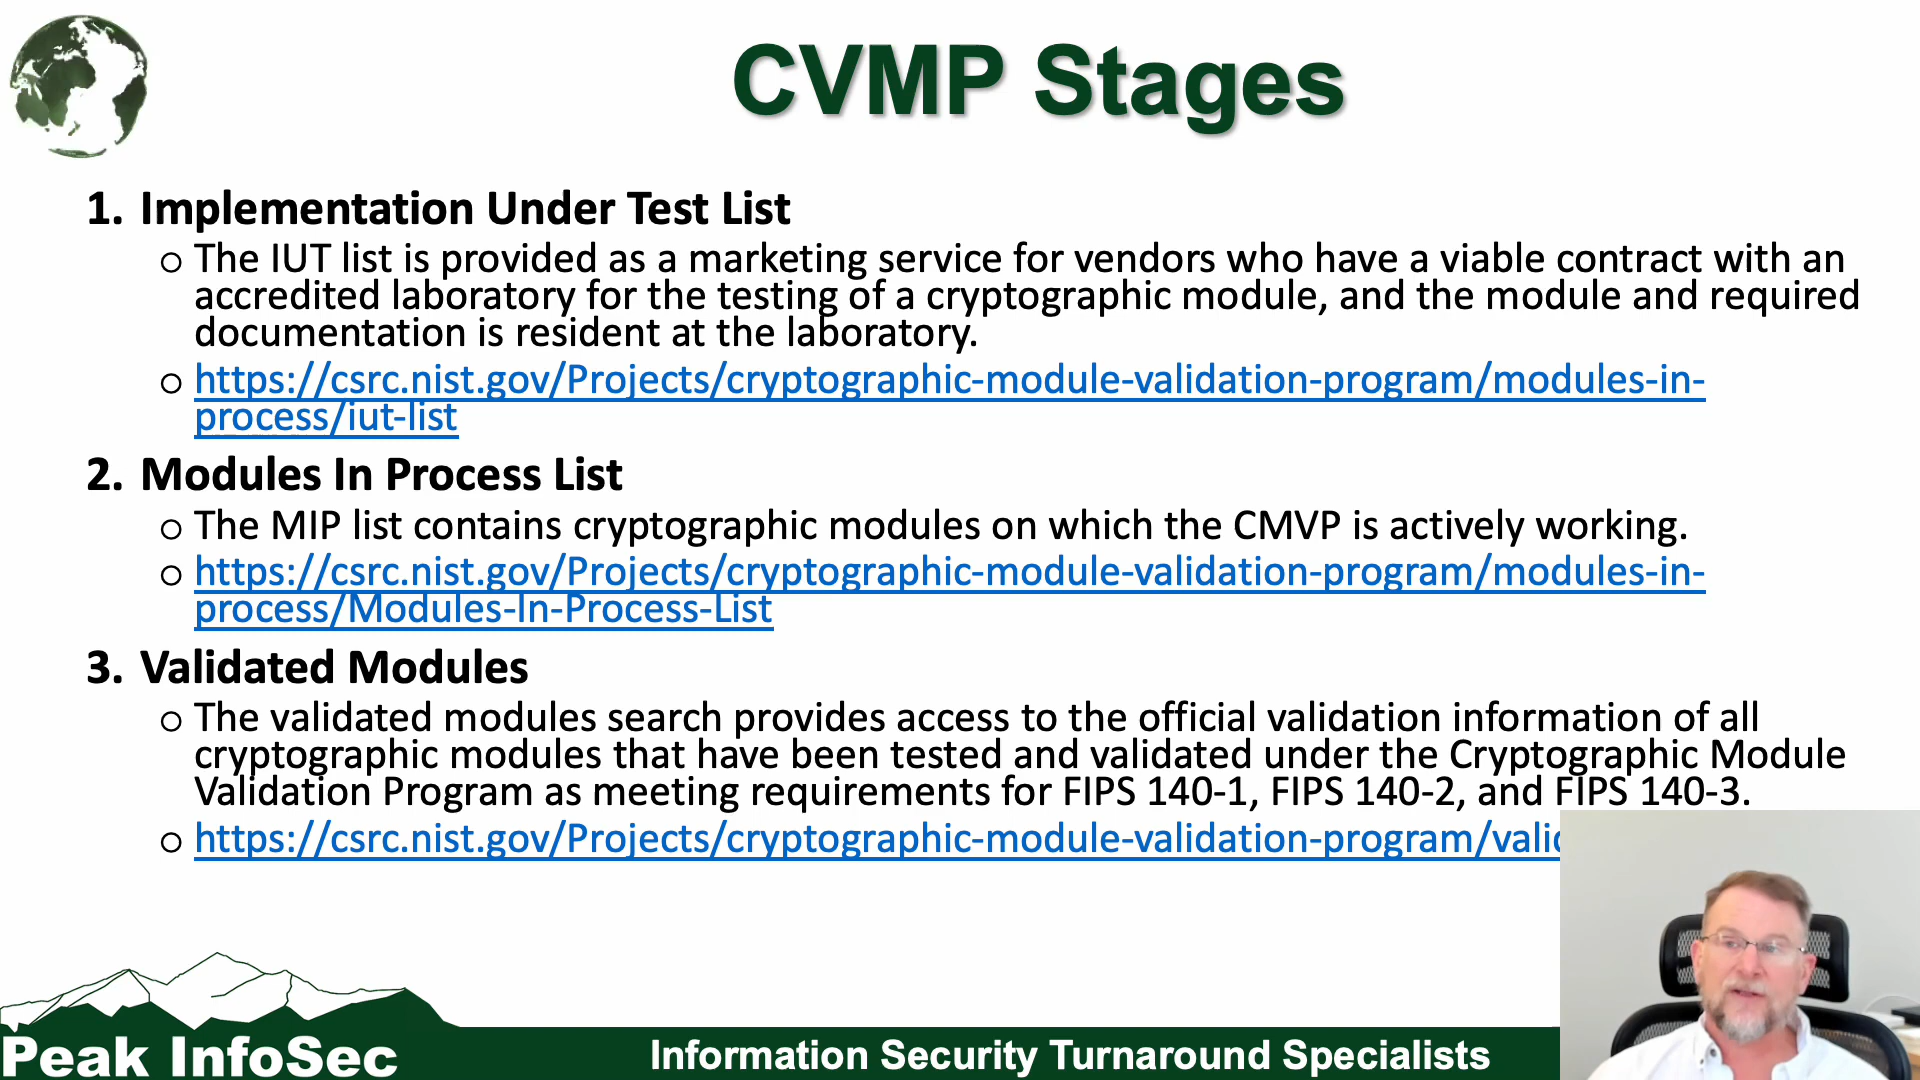 CVMP Stages
1. Implementation Under Test List
o The IUT list is provided as a marketing service for vendors who have a viable contract with an
accredited laboratory for the testing of a cryptographic module, and the module and required
documentation is resident at the laboratory.
o https://csrc.nist.gov/Projects/cryptographic-module-validation-program/modules-in-
process/iut-list
2. Modules In Process List
o The MIP list contains cryptographic modules on which the CMVP is actively working.
o https://csrc.nist.gov/Projects/cryptographic-module-validation-program/modules-in-
process/Modules-In-Process-List
3. Validated Modules
o The validated modules search provides access to the official validation information of all
cryptographic modules that have been tested and validated under the Cryptographic Module
Validation Program as meeting requirements for FIPS 140-1, FIPS 140-2, and FIPS 140-3.
o https://csrc.nist.gov/Projects/cryptographic-module-validation-program/valid
Peak InfoSec
Information Security Turnaround Specialists